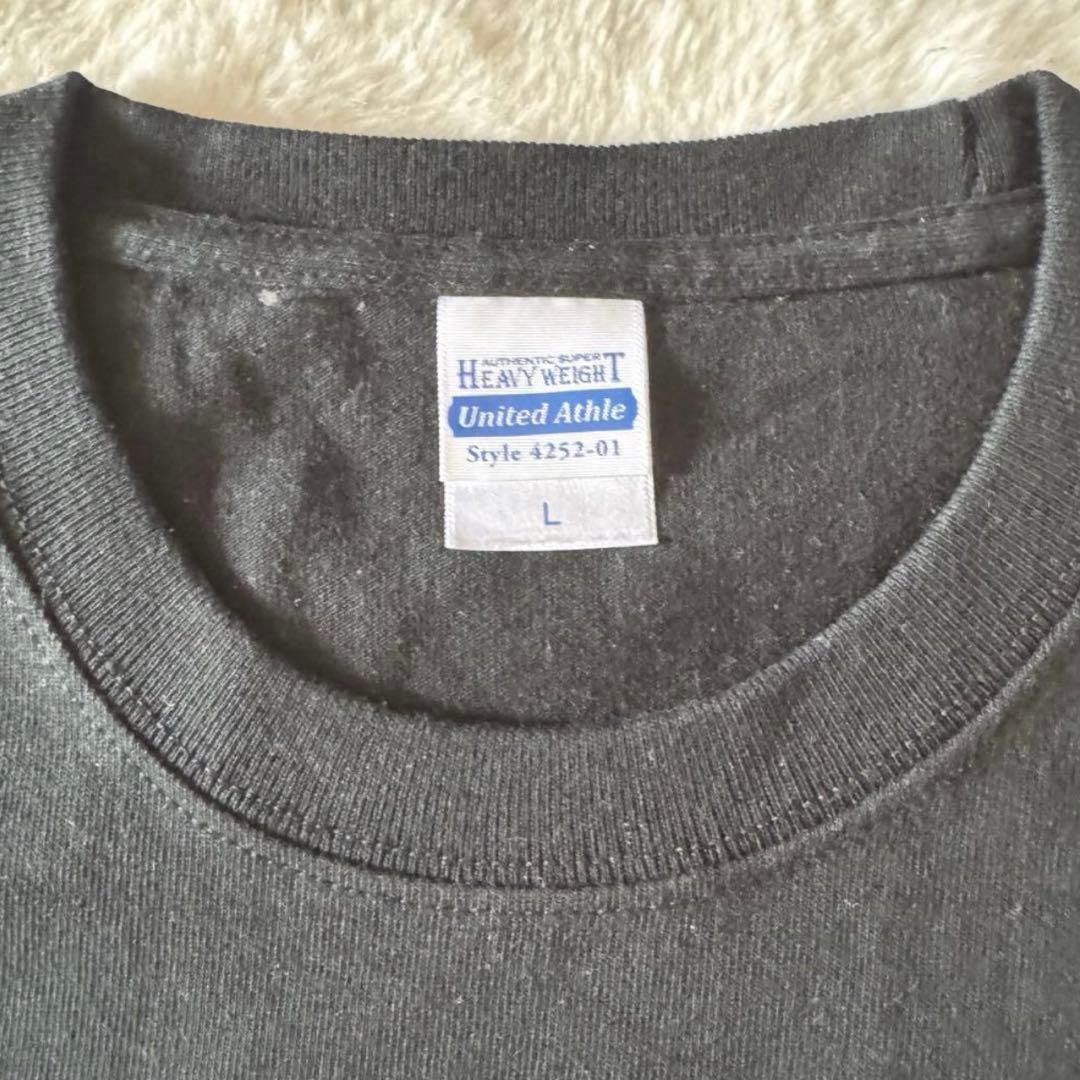 AUTHENTIC SUPER
HEAVY WEIGHT
United Athle
Style 4252-01
L